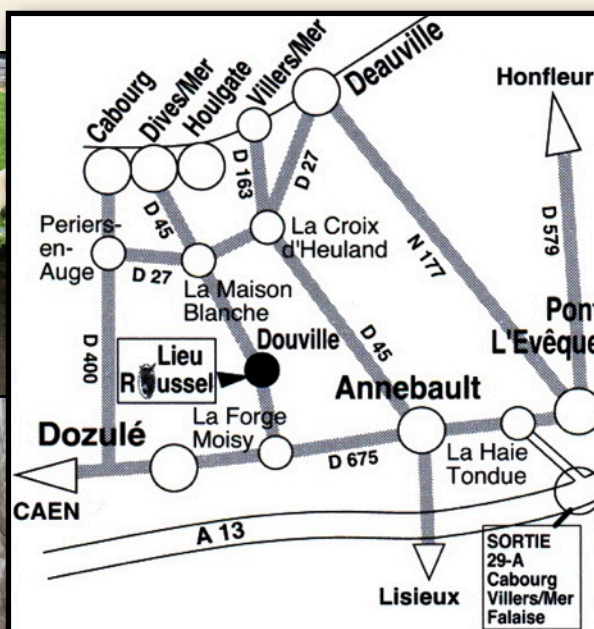 Cabourg
Dives/Mer
Houlgate
Villers/Mer
Deauville
Honfleur
D 163
D 27
D 45
D 579
N 177
Periers-
en-
Auge
La Croix
d'Heuland
D 27
La Maison
Blanche
D 400
D 45
Pont
L'Evêque
Douville
Lieu
Roussel
Annebault
La Forge
Moisy
Dozulé
D 675
La Haie
Tondue
CAEN
A 13
Lisieux
SORTIE
29-A
Cabourg
Villers/Mer
Falaise